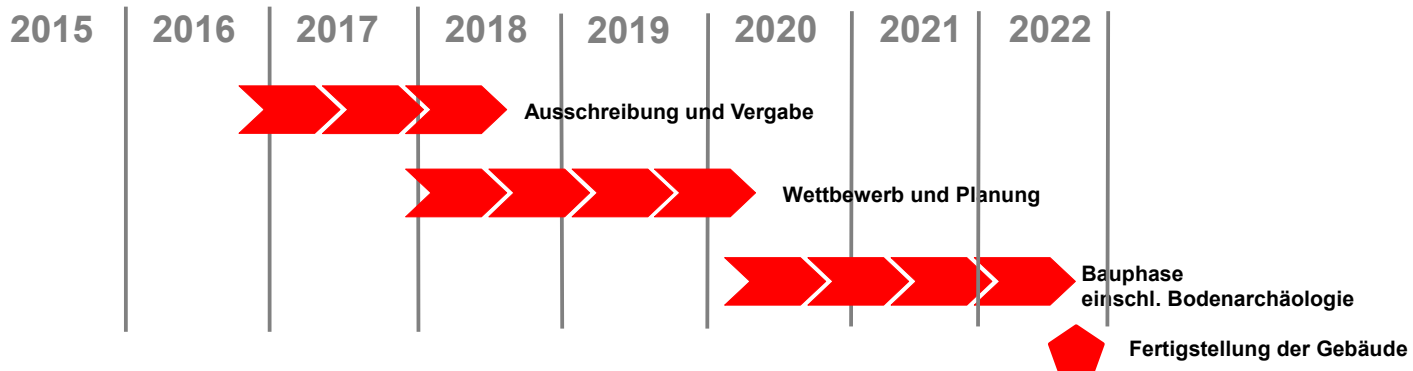 2015 2016 2017 2018 2019 2020 2021 2022
Ausschreibung und Vergabe
Wettbewerb und Planung
Bauphase
einschl. Bodenarchäologie
Fertigstellung der Gebäude